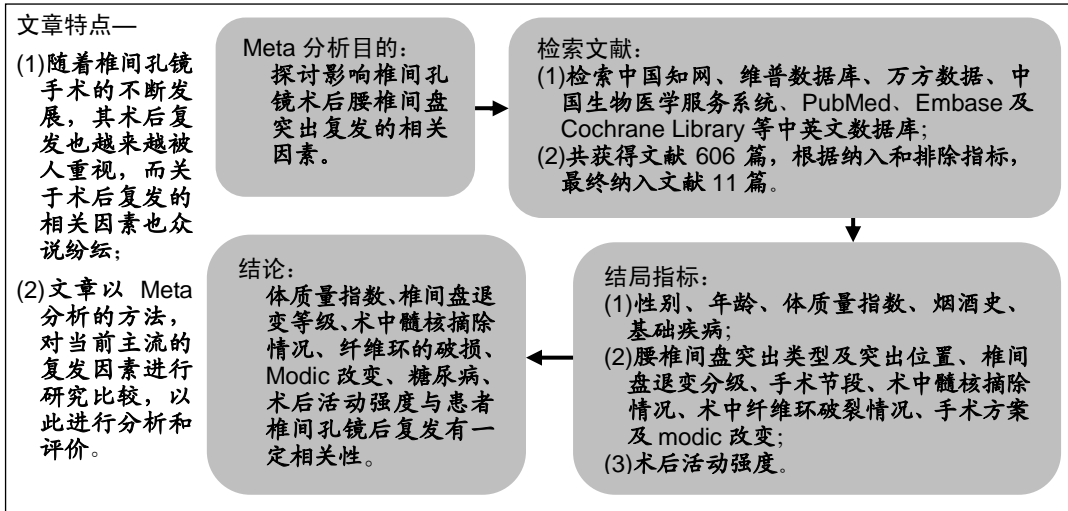 文章特点—
(1)随着椎间孔镜
手术的不断发
展，其术后复
发也越来越被
人重视，而关
于术后复发的
相关因素也众
说纷纭；
(2)文章以 Meta
分析的方法，
对当前主流的
复发因素进行
研究比较，以
此进行分析和
评价。
Meta 分析目的：
探讨影响椎间孔
镜术后腰椎间盘
突出复发的相关
因素。
检索文献：
(1)检索中国知网、维普数据库、万方数据、中
国生物医学服务系统、PubMed、Embase 及
Cochrane Library 等中英文数据库；
(2)共获得文献 606 篇，根据纳入和排除指标，
最终纳入文献 11 篇。
结局指标：
(1)性别、年龄、体质量指数、烟酒史、
基础疾病；
(2)腰椎间盘突出类型及突出位置、椎间
盘退变分级、手术节段、术中髓核摘除
情况、术中纤维环破裂情况、手术方案
及 modic 改变；
(3)术后活动强度。
结论：
体质量指数、椎间盘退
变等级、术中髓核摘除
情况、纤维环的破损、
Modic 改变、糖尿病、
术后活动强度与患者
椎间孔镜后复发有一
定相关性。